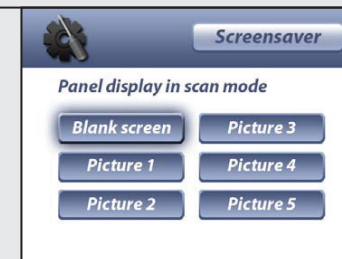 Screensaver
Panel display in scan mode
Blank screen
Picture 3
Picture 1
Picture 4
Picture 2
Picture 5